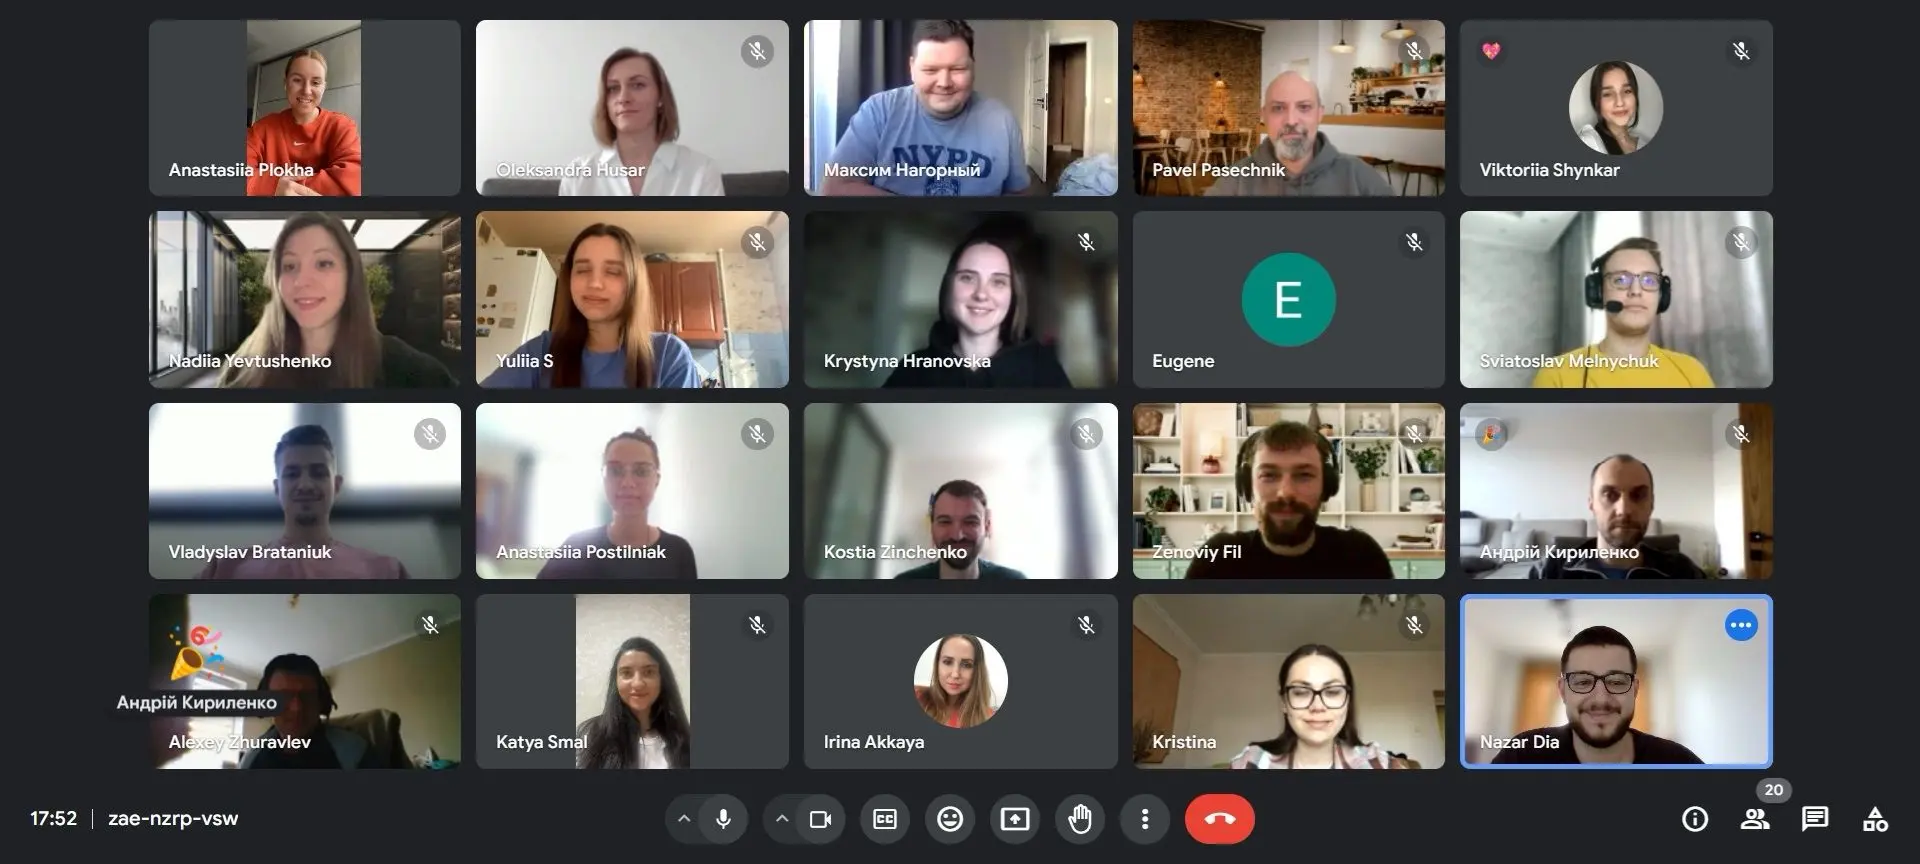 Anastasiia Plokha
Oleksandra Husar
NYPD
Максим Нагорный
Pavel Pasechnik
Viktoriia Shynkar
Nadiia Yevtushenko
Yuliia S
Krystyna Hranovska
E
Eugene
Sviatoslav Melnychuk
Vladyslav Brataniuk
Anastasiia Postilniak
Kostia Zinchenko
Zenoviy Fil
Андрій Кириленко
Андрій Кириленко
Alexey Zhuravlev
Katya Smal
Irina Akkaya
Kristina
Nazar Dia
17:52 | zae-nzrp-vsw
CC
20